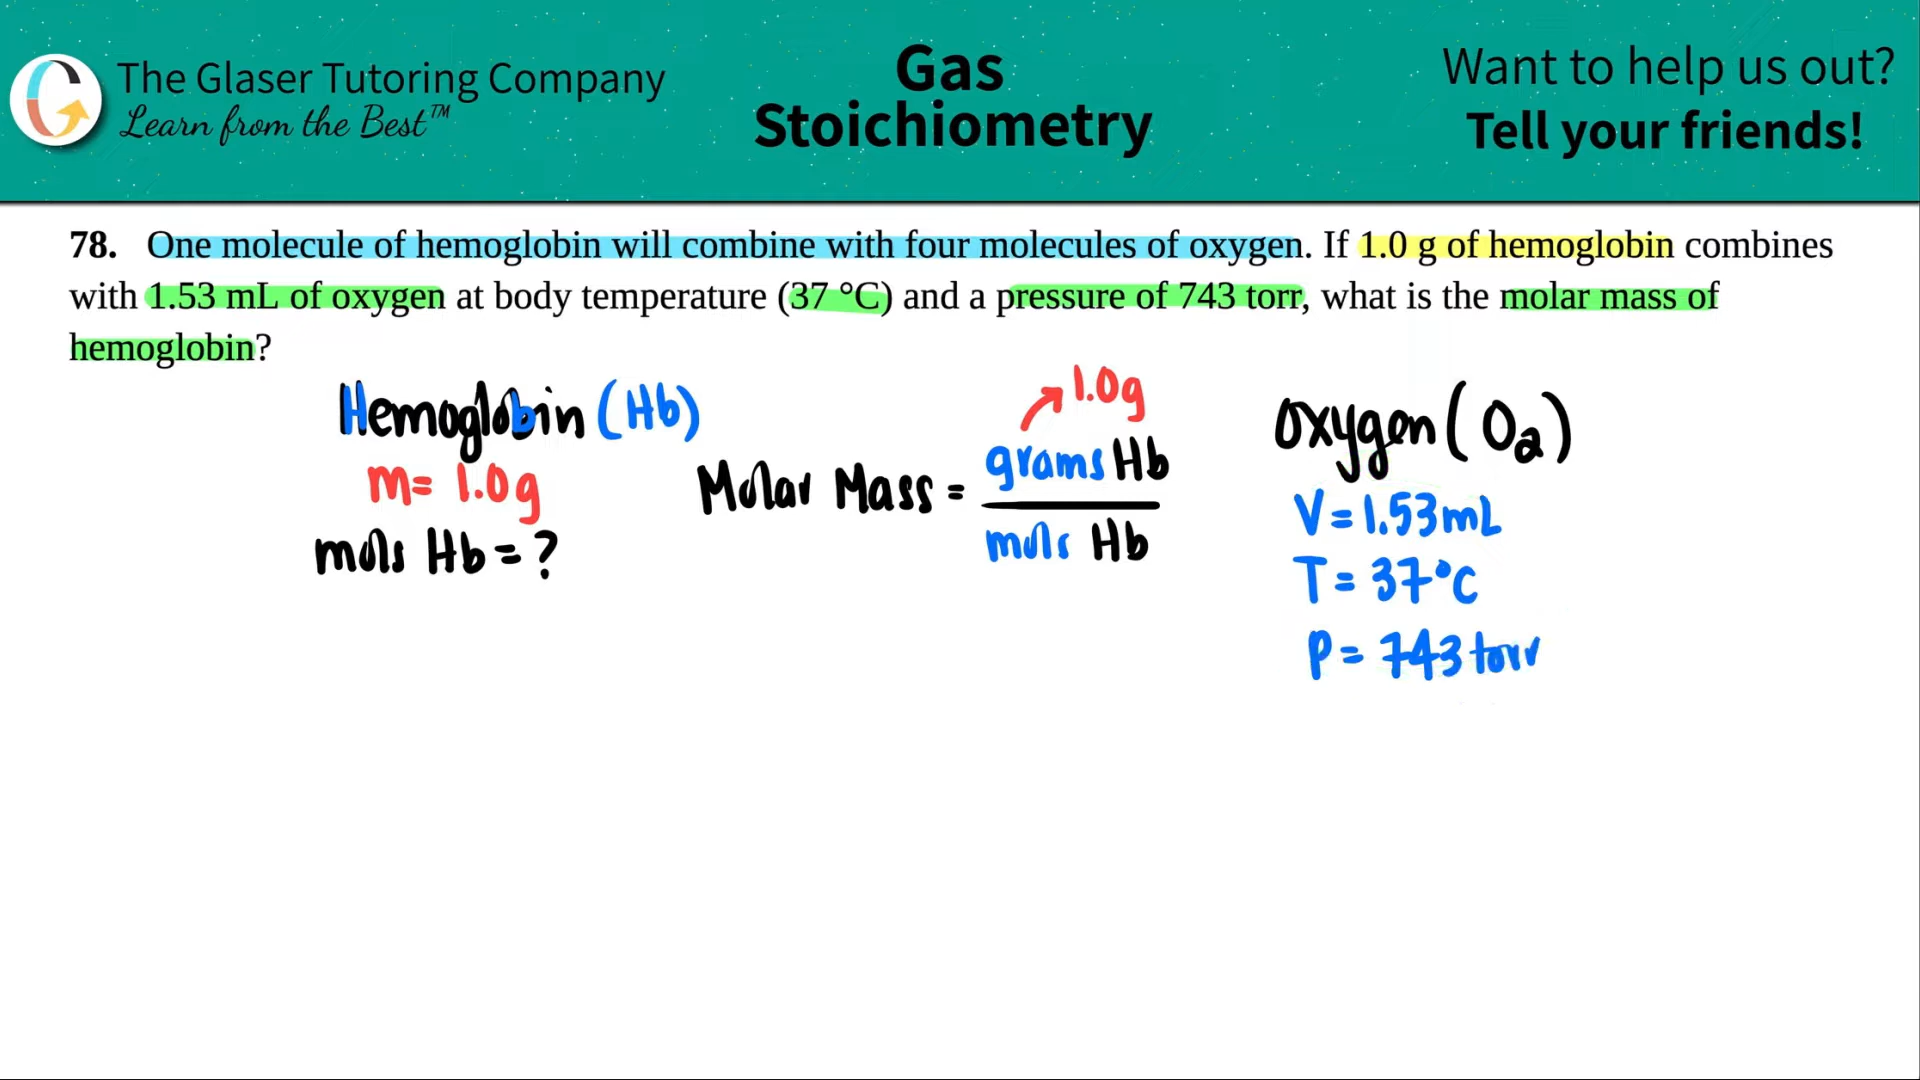 The Glaser Tutoring Company
Learn from the Best™
Gas
Stoichiometry
Want to help us out?
Tell your friends!
78. One molecule of hemoglobin will combine with four molecules of oxygen. If 1.0 g of hemoglobin combines
with 1.53 mL of oxygen at body temperature (37 °C) and a pressure of 743 torr, what is the molar mass of
hemoglobin?
Hemoglobin (Hb)
m= 1.0g
mols Hb = ?
1.0g
Molar Mass = grams Hb
mols Hb
Oxygen (O₂)
V = 1.53 mL
T = 37°C
P = 743 torr